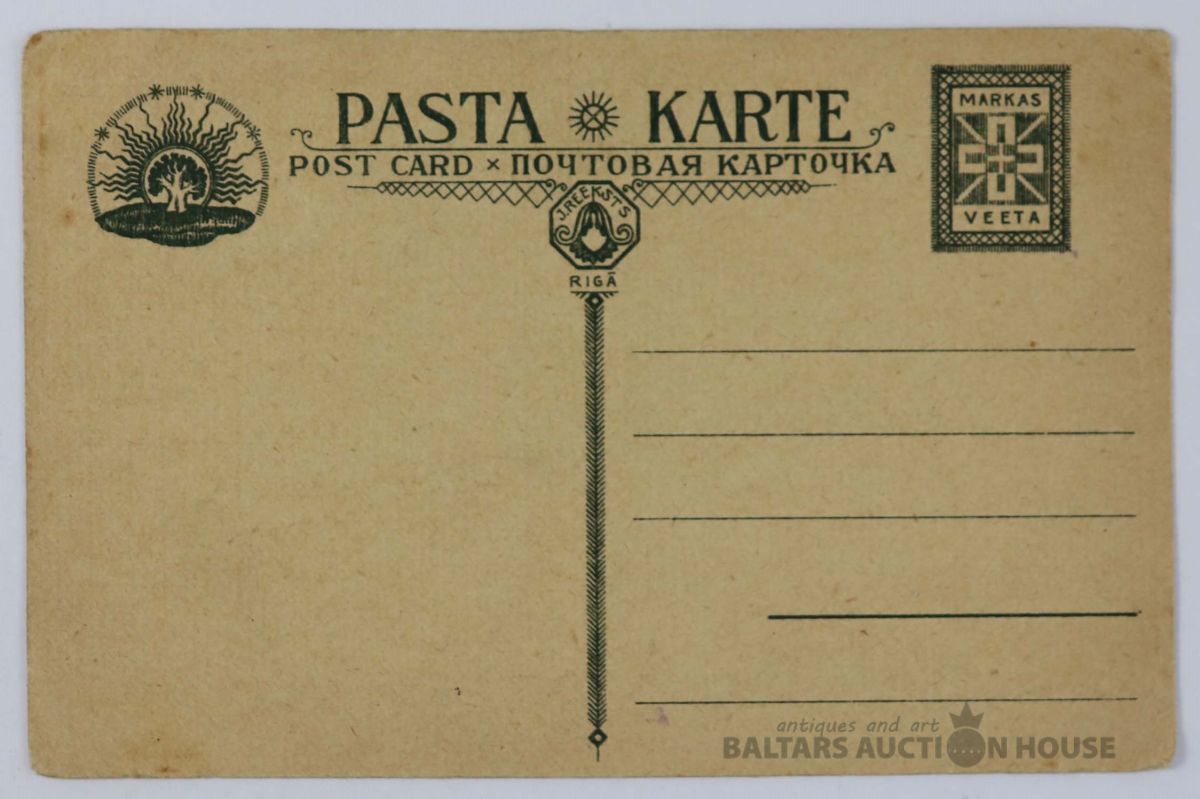 PASTA KARTE
POST CARD × ПОЧТОВАЯ КАРТОЧКА
MARKAS
VEETA
J. REEKSTS
RIGĀ
antiques and art
BALTARS AUCTION HOUSE